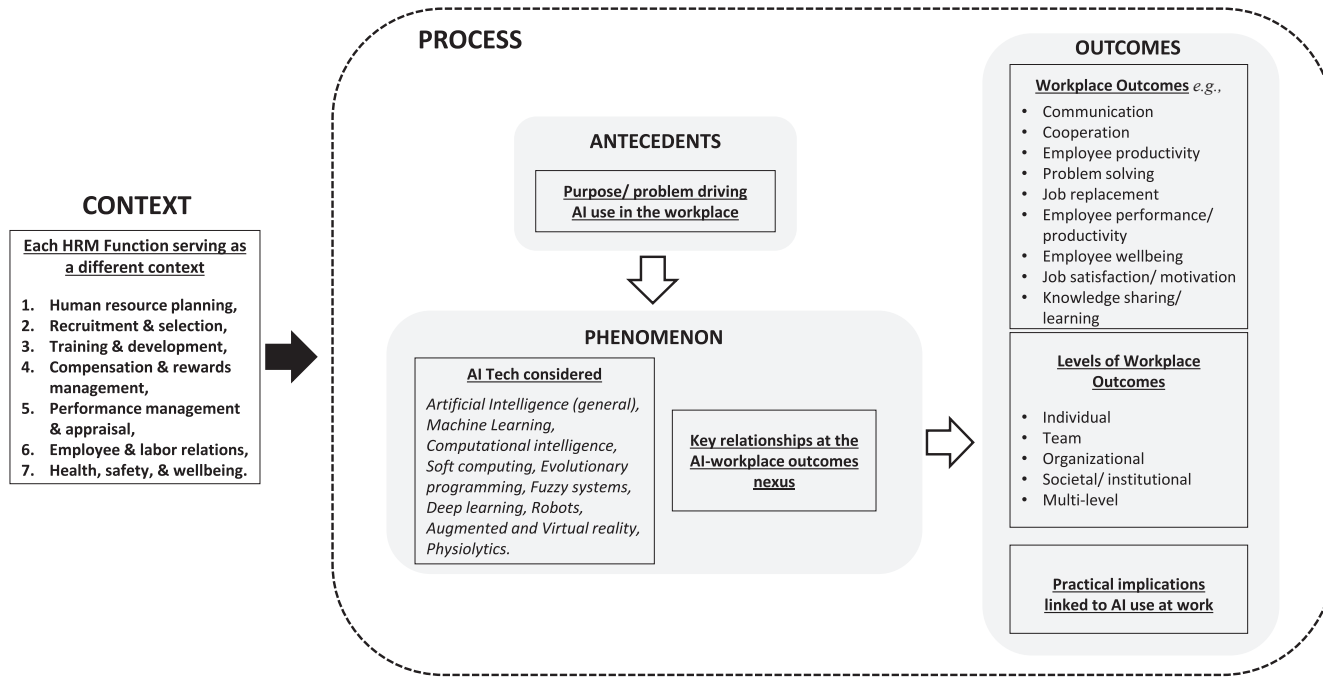 PROCESS
CONTEXT
Each HRM Function serving as
a different context
1. Human resource planning,
2. Recruitment & selection,
3. Training & development,
4. Compensation & rewards
management,
5. Performance management
& appraisal,
6. Employee & labor relations,
7. Health, safety, & wellbeing.
ANTECEDENTS
Purpose/ problem driving
AI use in the workplace
PHENOMENON
AI Tech considered
Artificial Intelligence (general),
Machine Learning,
Computational intelligence,
Soft computing, Evolutionary
programming, Fuzzy systems,
Deep learning, Robots,
Augmented and Virtual reality,
Physiolytics.
Key relationships at the
AI-workplace outcomes
nexus
OUTCOMES
Workplace Outcomes e.g.,
• Communication
• Cooperation
• Employee productivity
• Problem solving
• Job replacement
• Employee performance/
productivity
• Employee wellbeing
• Job satisfaction/ motivation
• Knowledge sharing/
learning
Levels of Workplace
Outcomes
• Individual
• Team
• Organizational
• Societal/ institutional
• Multi-level
Practical implications
linked to AI use at work